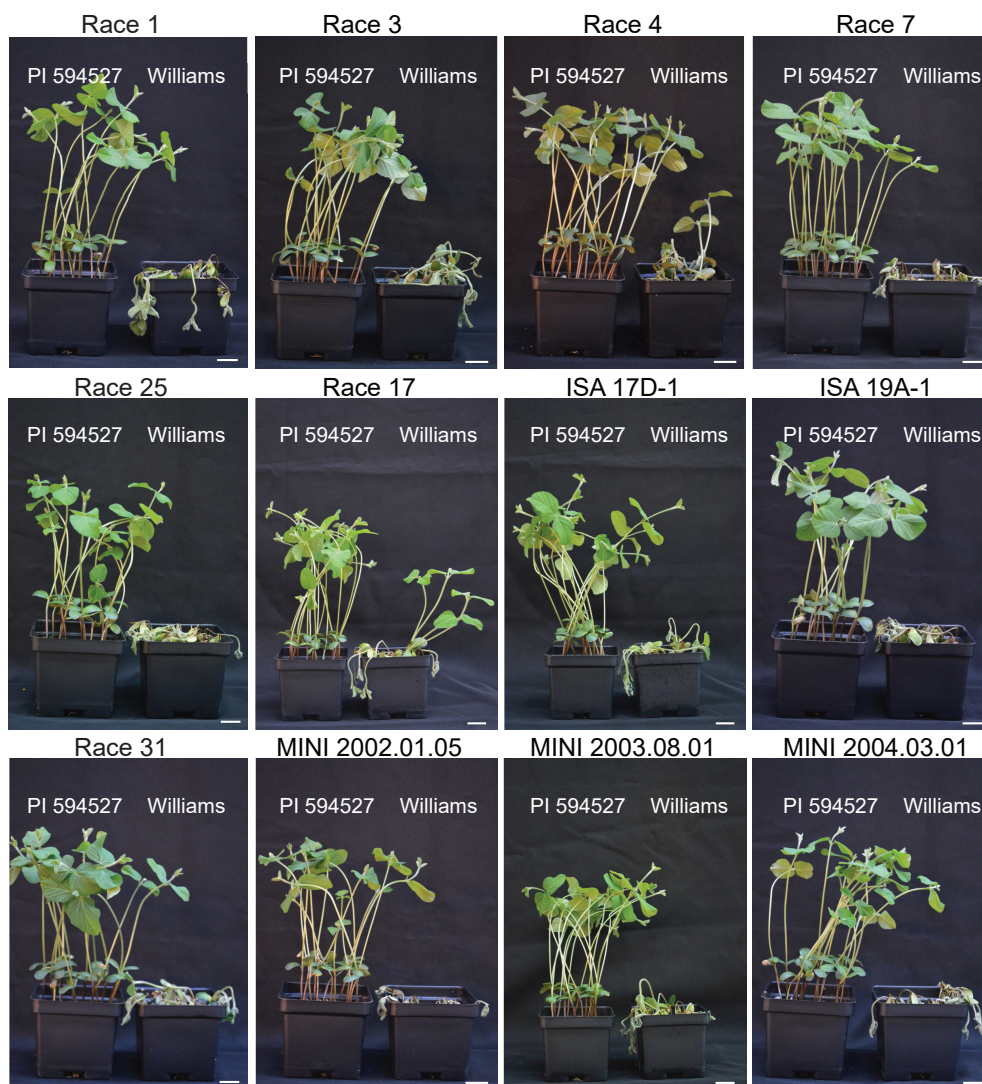 Race 1 Race 3 Race 4 Race 7
PI 594527 Williams PI 594527 Williams PI 594527 Williams PI 594527 Williams
Race 25 Race 17 ISA 17D-1 ISA 19A-1
PI 594527 Williams PI 594527 Williams PI 594527 Williams PI 594527 Williams
Race 31 MINI 2002.01.05 MINI 2003.08.01 MINI 2004.03.01
PI 594527 Williams PI 594527 Williams PI 594527 Williams PI 594527 Williams